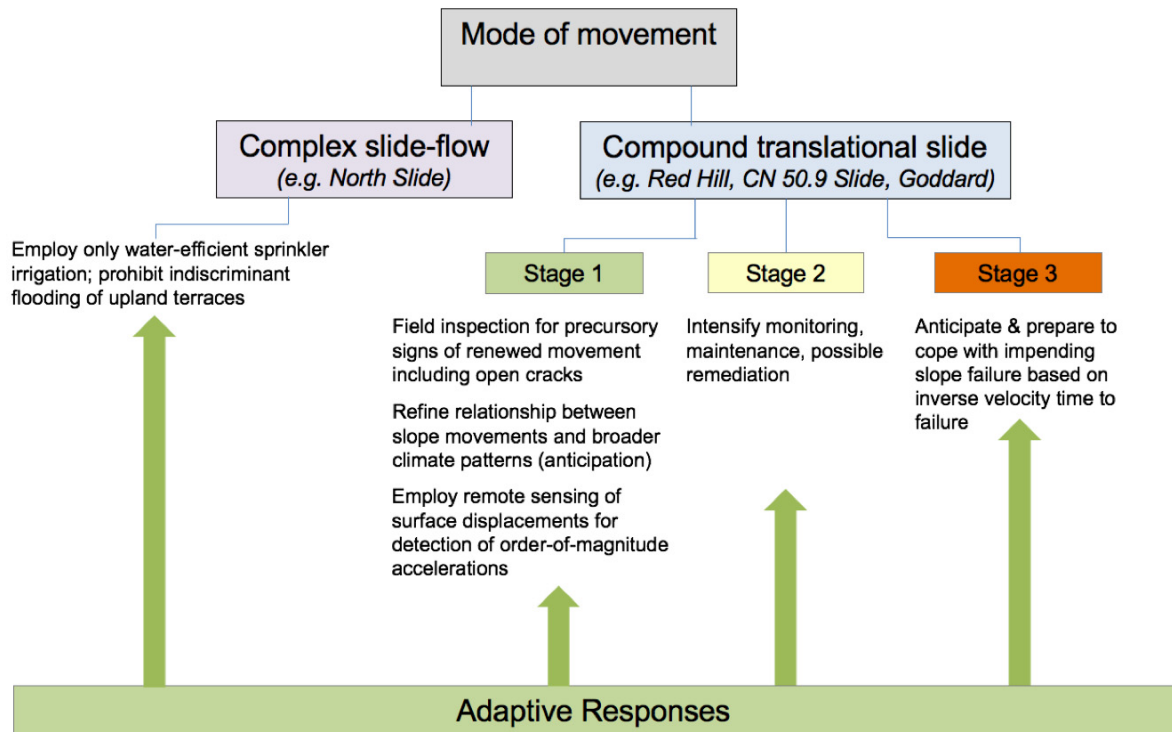 Mode of movement
Complex slide-flow
(e.g. North Slide)
Compound translational slide
(e.g. Red Hill, CN 50.9 Slide, Goddard)
Employ only water-efficient sprinkler
irrigation; prohibit indiscriminant
flooding of upland terraces
Stage 1
Field inspection for precursory
signs of renewed movement
including open cracks
Refine relationship between
slope movements and broader
climate patterns (anticipation)
Employ remote sensing of
surface displacements for
detection of order-of-magnitude
accelerations
Stage 2
Intensify monitoring,
maintenance, possible
remediation
Stage 3
Anticipate & prepare to
cope with impending
slope failure based on
inverse velocity time to
failure
Adaptive Responses